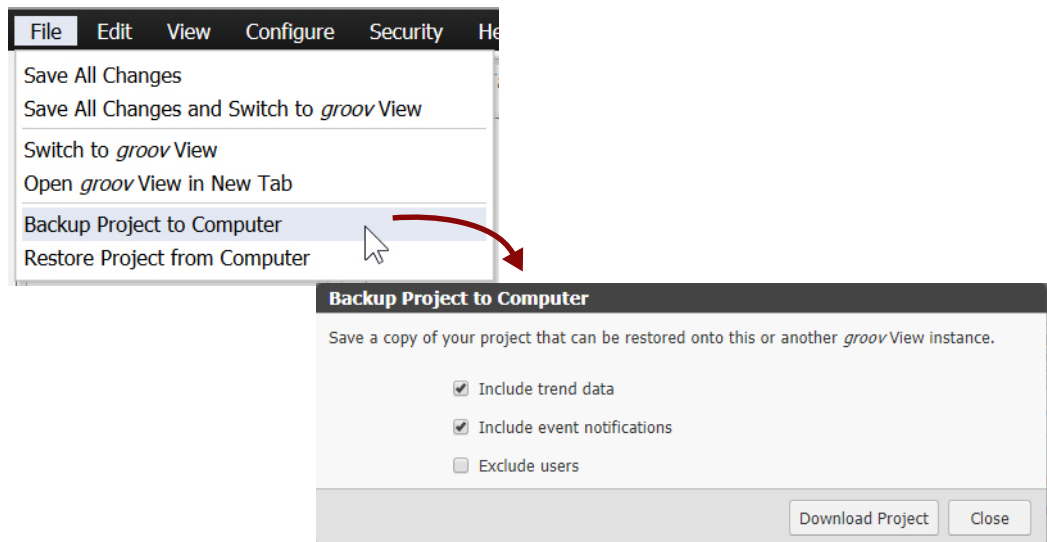 File Edit View Configure Security He
Save All Changes
Save All Changes and Switch to groov View
Switch to groov View
Open groov View in New Tab
Backup Project to Computer
Restore Project from Computer
Backup Project to Computer
Save a copy of your project that can be restored onto this or another groov View instance.
Include trend data
Include event notifications
Exclude users
Download Project Close